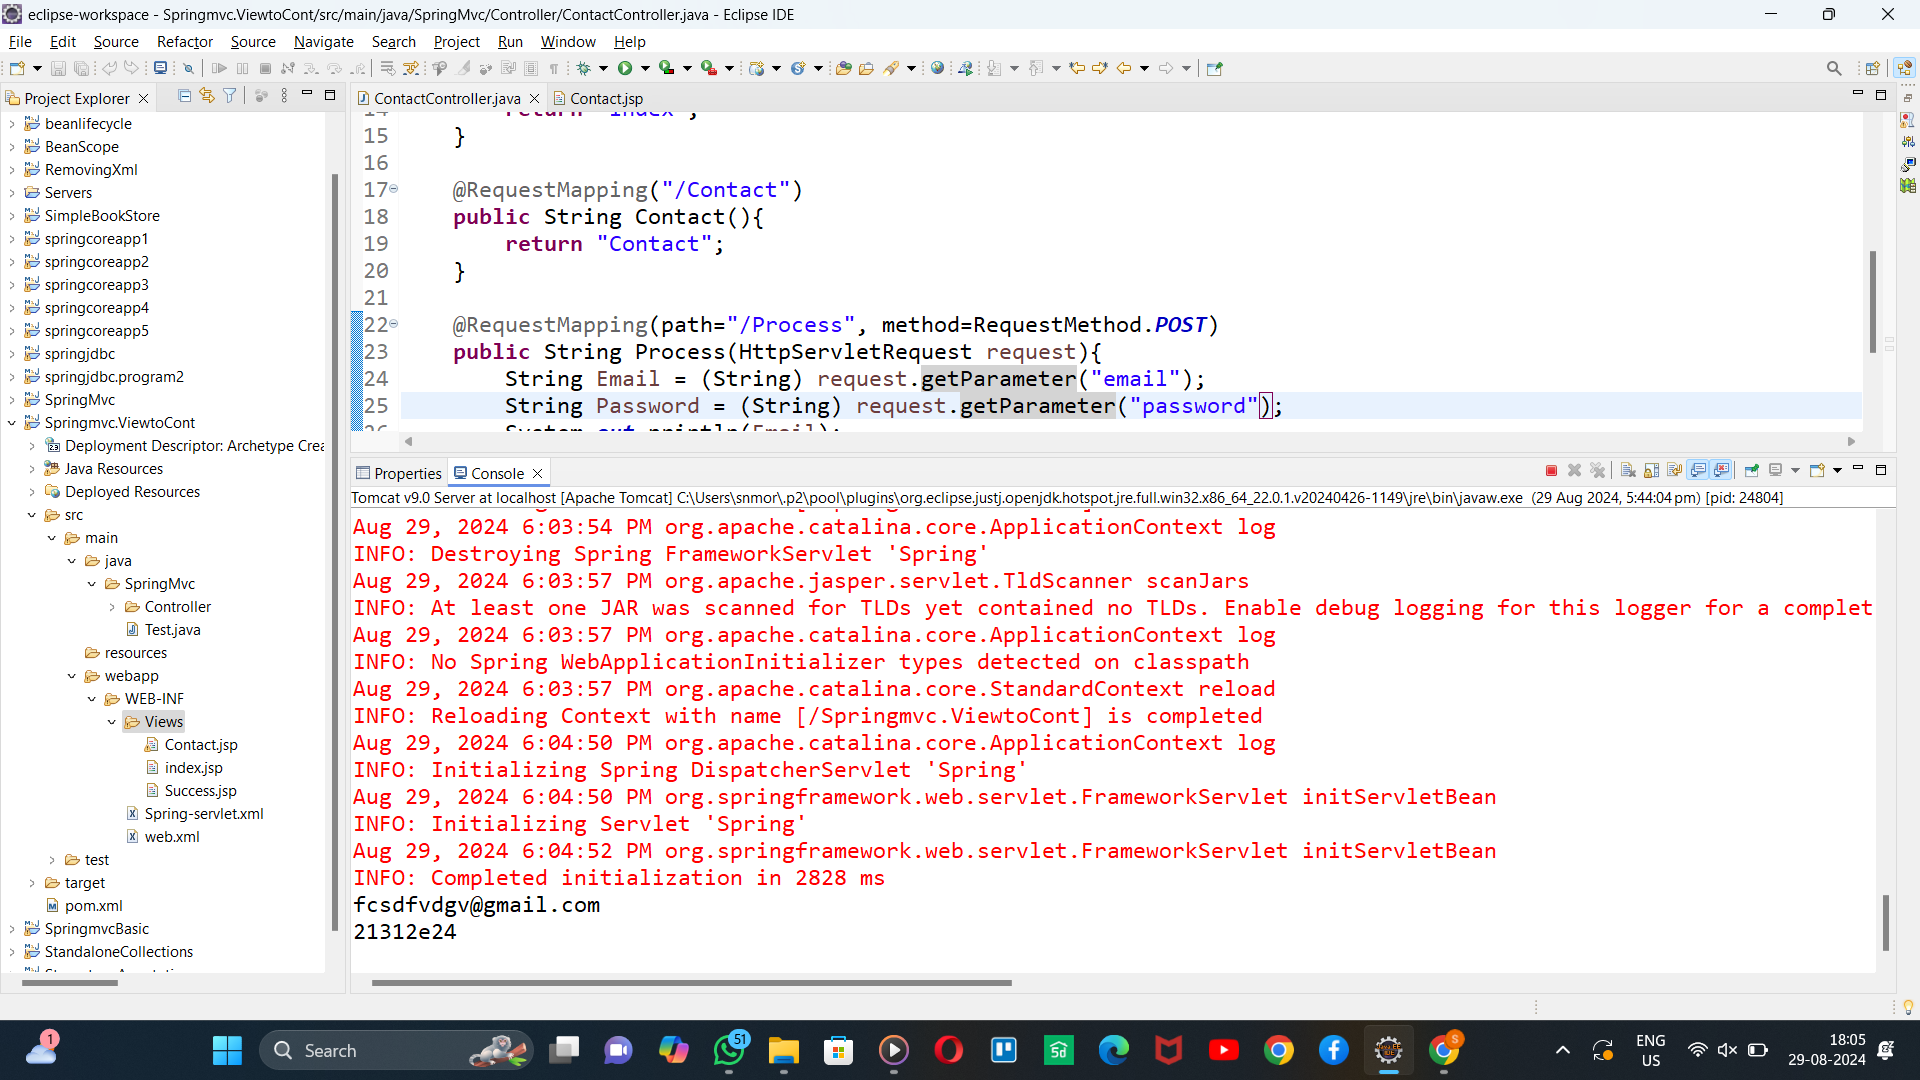 eclipse-workspace - Springmvc.ViewtoCont/src/main/java/SpringMvc/Controller/ContactController.java - Eclipse IDE
File Edit Source Refactor Source Navigate Search Project Run Window Help
Project Explorer
beanlifecycle
BeanScope
RemovingXml
Servers
SimpleBookStore
springcoreapp1
springcoreapp2
springcoreapp3
springcoreapp4
springcoreapp5
springjdbc
springjdbc.program2
SpringMvc
Springmvc.ViewtoCont
Deployment Descriptor: Archetype Crea
Java Resources
Deployed Resources
src
main
java
SpringMvc
Controller
Test.java
resources
webapp
WEB-INF
Views
Contact.jsp
index.jsp
Success.jsp
Spring-servlet.xml
web.xml
test
target
pom.xml
SpringmvcBasic
StandaloneCollections
ContactController.java Contact.jsp
14 return "index";
15 }
16
17 @RequestMapping("/Contact")
18 public String Contact(){
19 return "Contact";
20 }
21
22 @RequestMapping(path="/Process", method=RequestMethod.POST)
23 public String Process(HttpServletRequest request){
24 String Email = (String) request.getParameter("email");
25 String Password = (String) request.getParameter("password");
26 System.out.println(Email);
Properties Console
Tomcat v9.0 Server at localhost [Apache Tomcat] C:\Users\snmor\.p2\pool\plugins\org.eclipse.justj.openjdk.hotspot.jre.full.win32.x86_64_22.0.1.v20240426-1149\jre\bin\javaw.exe (29 Aug 2024, 5:44:04 pm) [pid: 24804]
Aug 29, 2024 6:03:54 PM org.apache.catalina.core.ApplicationContext log
INFO: Destroying Spring FrameworkServlet 'Spring'
Aug 29, 2024 6:03:57 PM org.apache.jasper.servlet.TldScanner scanJars
INFO: At least one JAR was scanned for TLDs yet contained no TLDs. Enable debug logging for this logger for a complet
Aug 29, 2024 6:03:57 PM org.apache.catalina.core.ApplicationContext log
INFO: No Spring WebApplicationInitializer types detected on classpath
Aug 29, 2024 6:03:57 PM org.apache.catalina.core.StandardContext reload
INFO: Reloading Context with name [/Springmvc.ViewtoCont] is completed
Aug 29, 2024 6:04:50 PM org.apache.catalina.core.ApplicationContext log
INFO: Initializing Spring DispatcherServlet 'Spring'
Aug 29, 2024 6:04:50 PM org.springframework.web.servlet.FrameworkServlet initServletBean
INFO: Initializing Servlet 'Spring'
Aug 29, 2024 6:04:52 PM org.springframework.web.servlet.FrameworkServlet initServletBean
INFO: Completed initialization in 2828 ms
fcsdfvdgv@gmail.com
21312e24
1
Search
51
S
ENG
US
18:05
29-08-2024